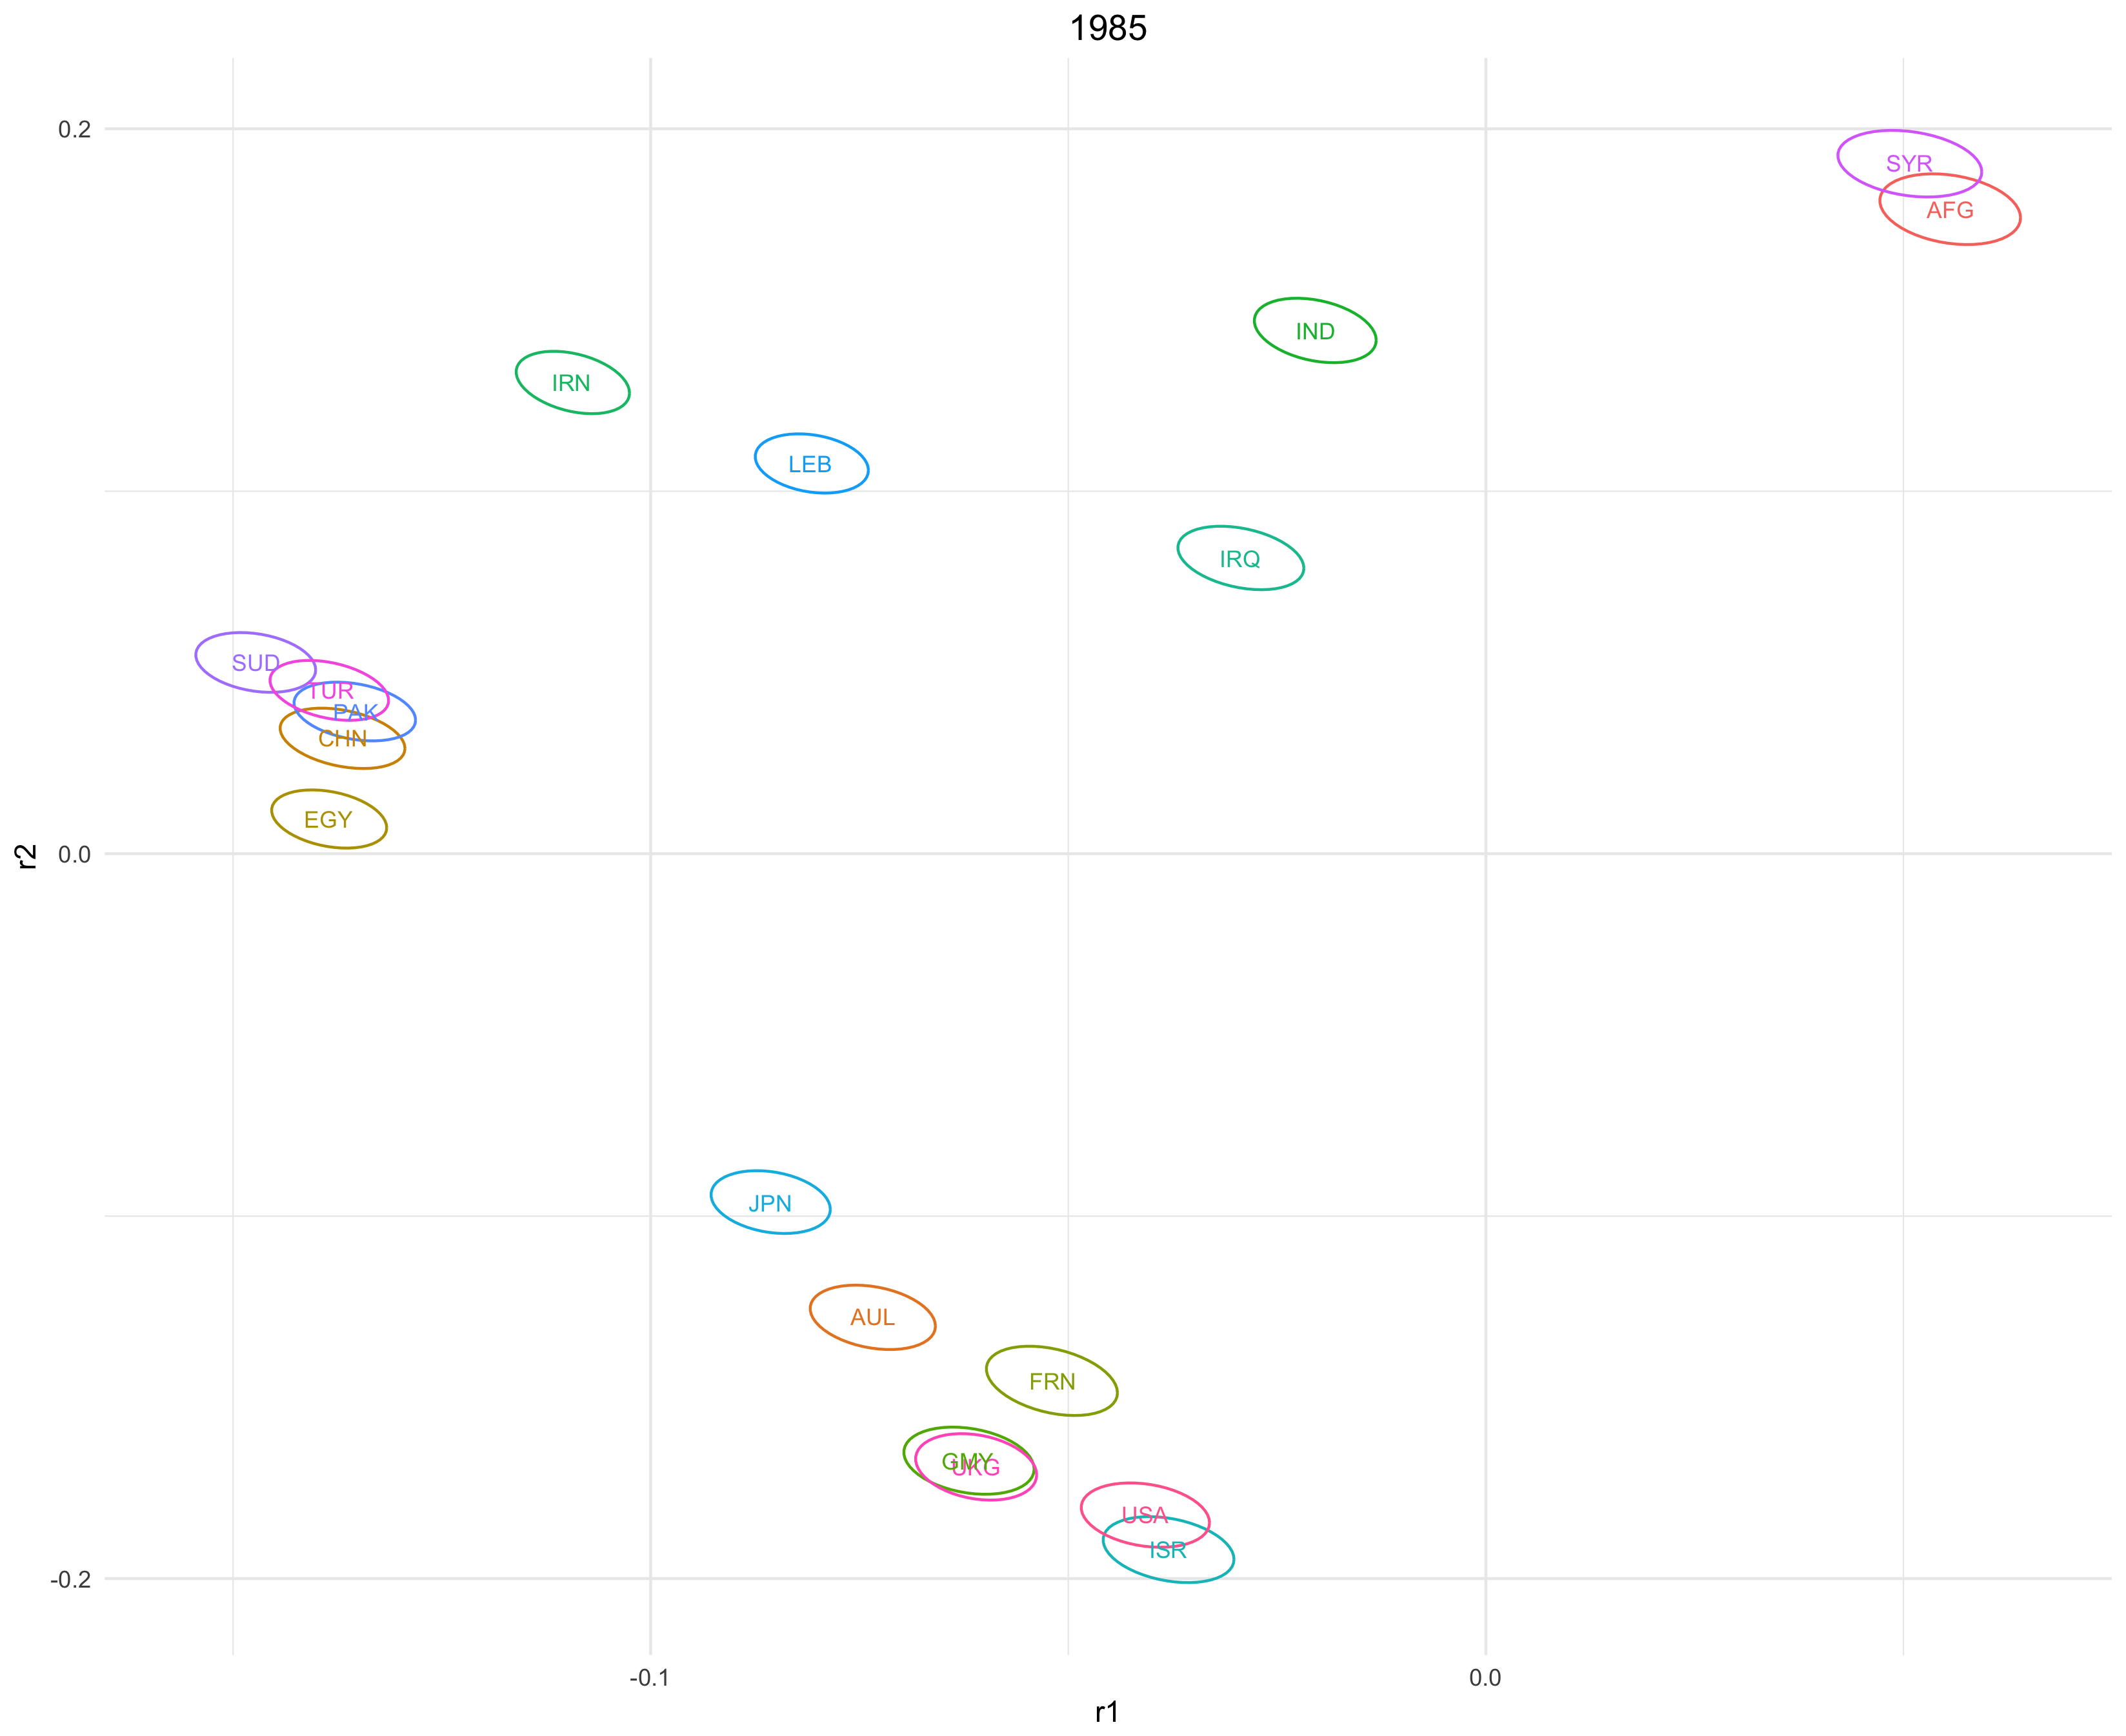 1985
0.2
SYR
AFG
IND
IRN
LEB
IRQ
SUD
TUR
PAK
CHN
EGY
r2
0.0
JPN
AUL
FRN
GMY
UKG
USA
ISR
-0.2
-0.1
0.0
r1